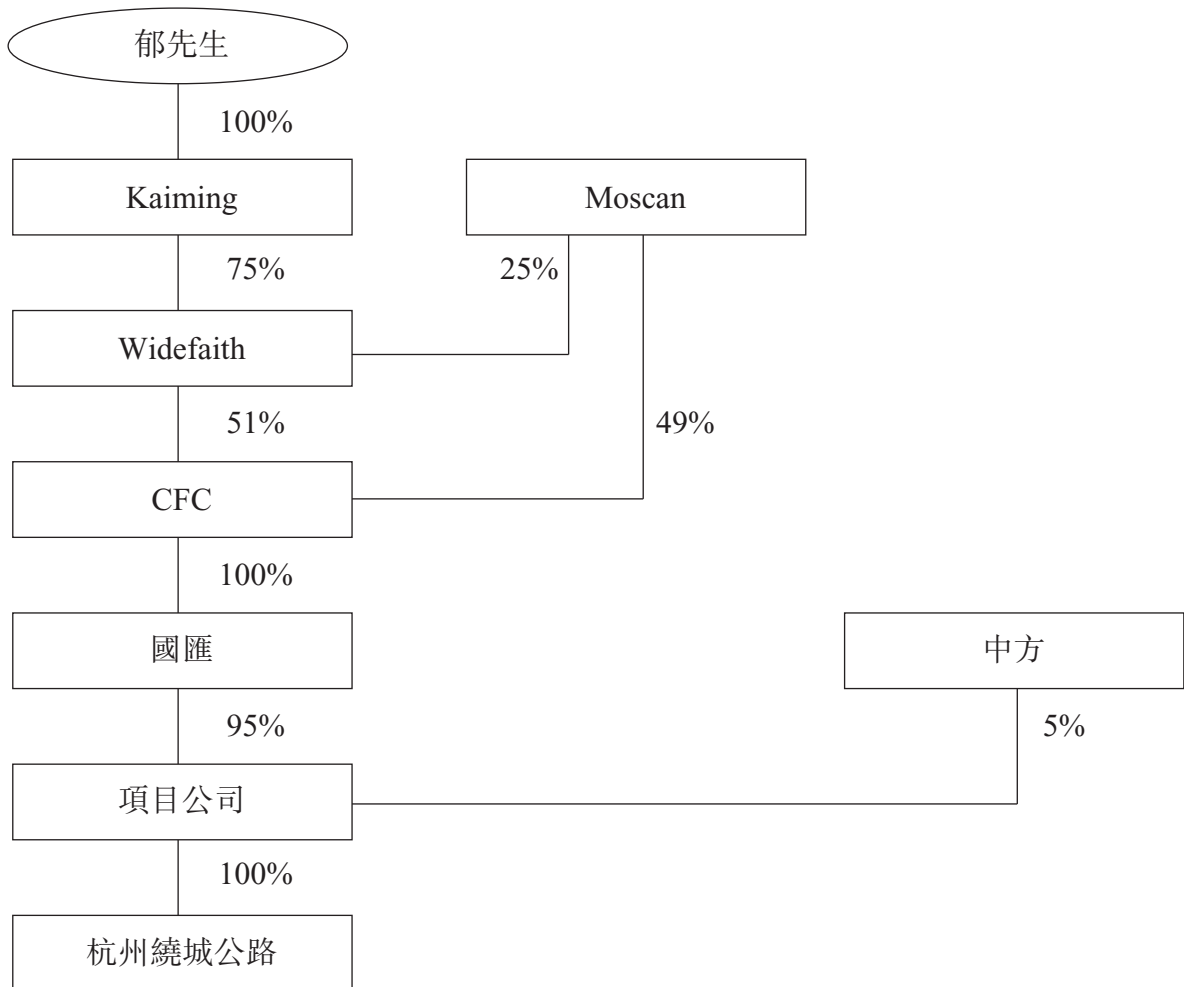 郁先生
100%
Kaiming
Moscan
75%
25%
Widefaith
51%
49%
CFC
100%
國匯
中方
95%
5%
項目公司
100%
杭州繞城公路